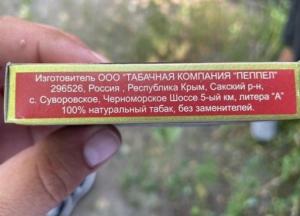 Изготовитель ООО "ТАБАЧНАЯ КОМПАНИЯ "ПЕППЕЛ"
296526, Россия , Республика Крым, Сакский р-н,
с. Суворовское, Черноморское Шоссе 5-ый км, литера "А"
100% натуральный табак, без заменителей.